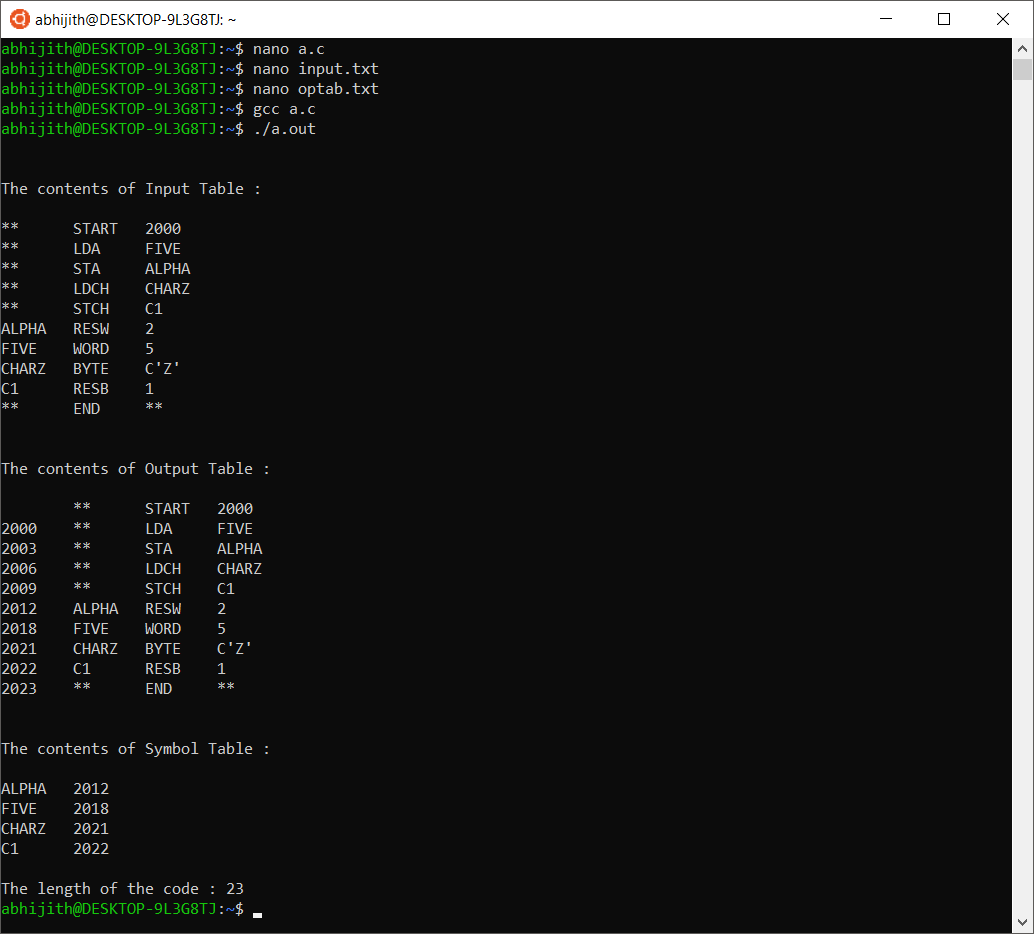 abhijith@DESKTOP-9L3G8TJ: ~
abhijith@DESKTOP-9L3G8TJ:~$ nano a.c
abhijith@DESKTOP-9L3G8TJ:~$ nano input.txt
abhijith@DESKTOP-9L3G8TJ:~$ nano optab.txt
abhijith@DESKTOP-9L3G8TJ:~$ gcc a.c
abhijith@DESKTOP-9L3G8TJ:~$ ./a.out
The contents of Input Table :
**      START   2000
**      LDA     FIVE
**      STA     ALPHA
**      LDCH    CHARZ
**      STCH    C1
ALPHA   RESW    2
FIVE    WORD    5
CHARZ   BYTE    C'Z'
C1      RESB    1
**      END     **
The contents of Output Table :
        **      START   2000
2000    **      LDA     FIVE
2003    **      STA     ALPHA
2006    **      LDCH    CHARZ
2009    **      STCH    C1
2012    ALPHA   RESW    2
2018    FIVE    WORD    5
2021    CHARZ   BYTE    C'Z'
2022    C1      RESB    1
2023    **      END     **
The contents of Symbol Table :
ALPHA   2012
FIVE    2018
CHARZ   2021
C1      2022
The length of the code : 23
abhijith@DESKTOP-9L3G8TJ:~$